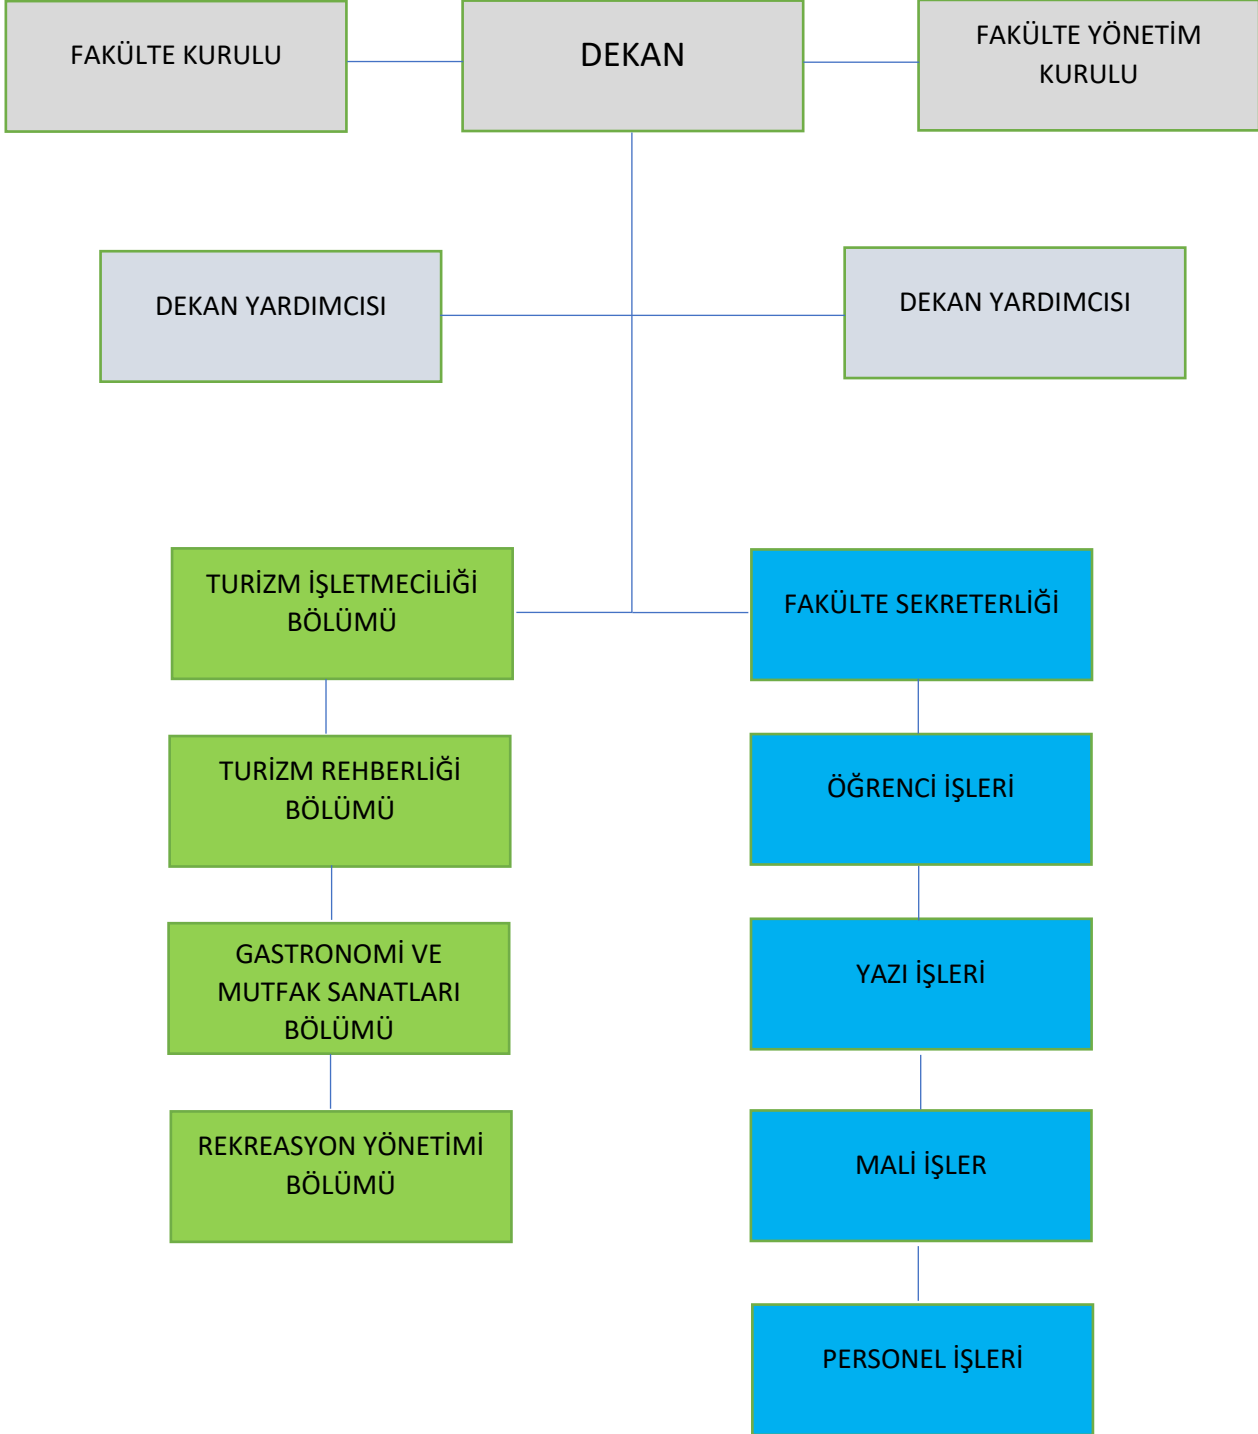 FAKÜLTE KURULU
DEKAN
FAKÜLTE YÖNETİM
KURULU
DEKAN YARDIMCISI
DEKAN YARDIMCISI
TURİZM İŞLETMECİLİĞİ
BÖLÜMÜ
FAKÜLTE SEKRETERLİĞİ
TURİZM REHBERLİĞİ
BÖLÜMÜ
ÖĞRENCİ İŞLERİ
GASTRONOMİ VE
MUTFAK SANATLARI
BÖLÜMÜ
YAZI İŞLERİ
REKREASYON YÖNETİMİ
BÖLÜMÜ
MALİ İŞLER
PERSONEL İŞLERİ